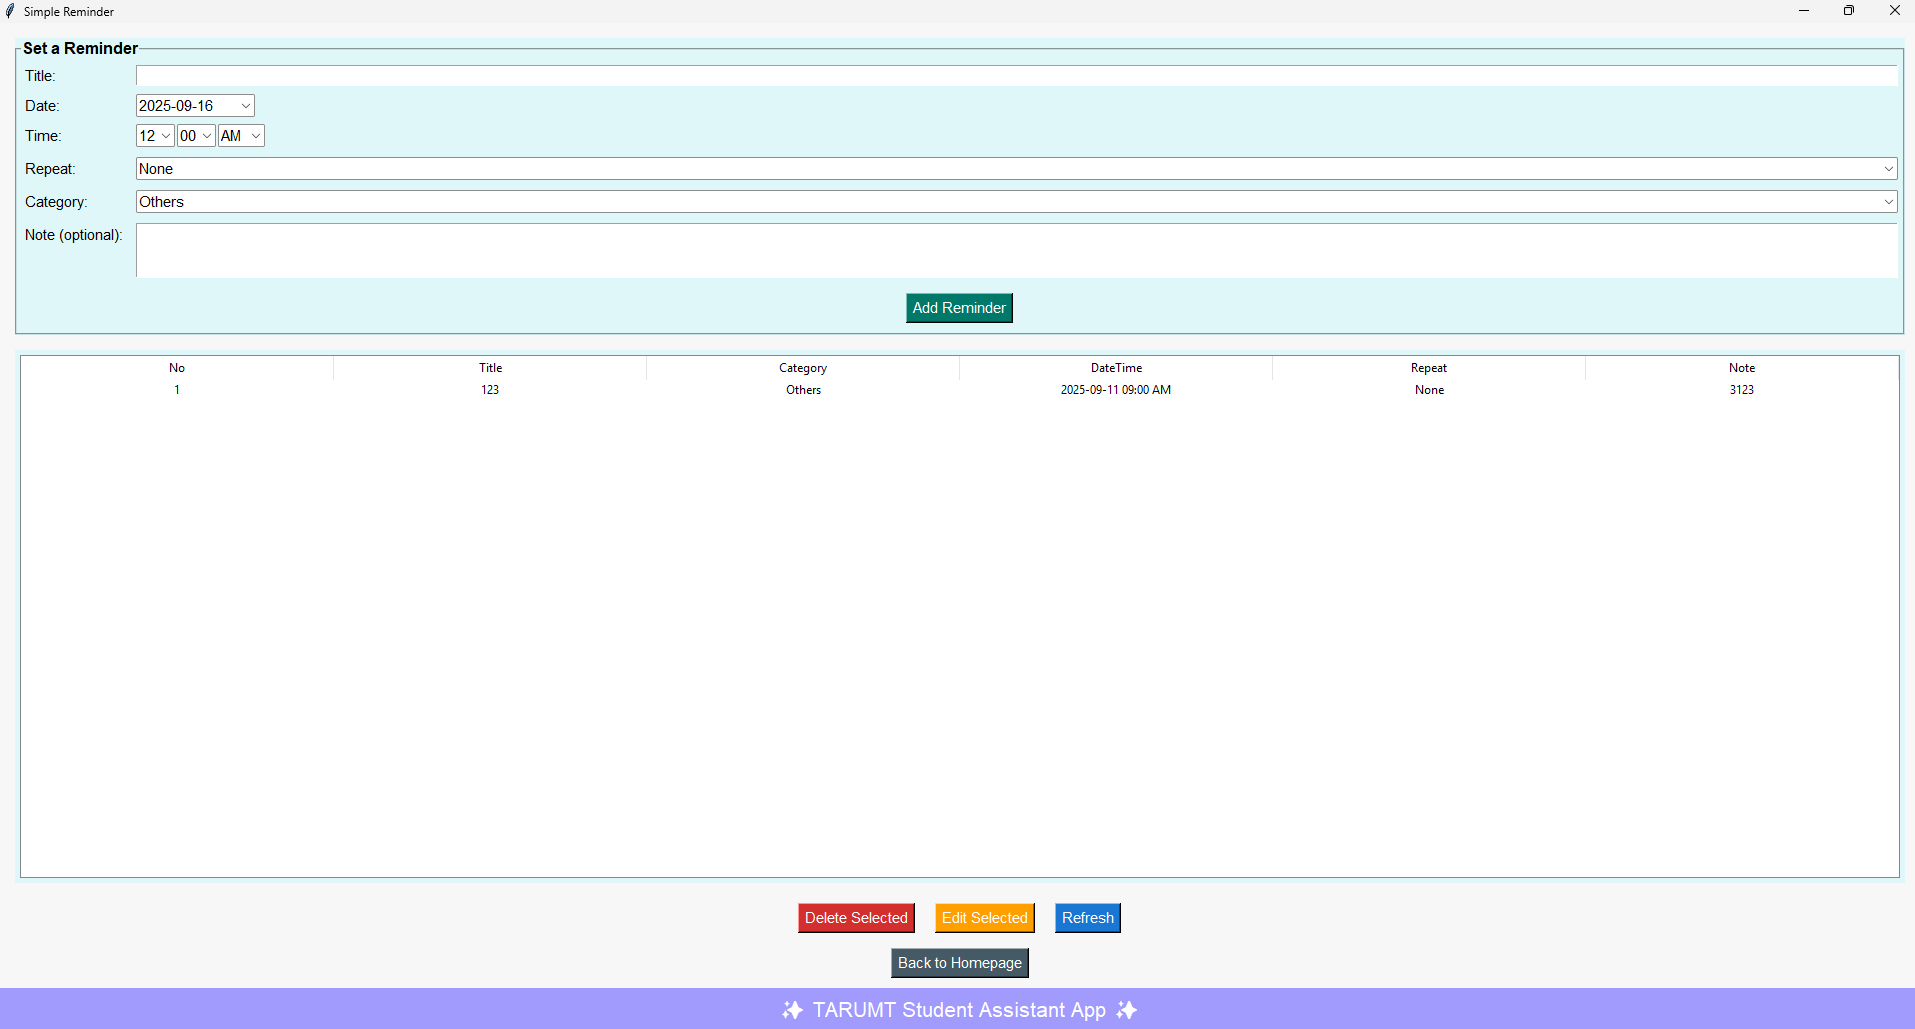 Simple Reminder
Set a Reminder
Title:
Date: 2025-09-16
Time: 12 00 AM
Repeat: None
Category: Others
Note (optional):
Add Reminder
No Title Category DateTime Repeat Note
1 123 Others 2025-09-11 09:00 AM None 3123
Delete Selected Edit Selected Refresh
Back to Homepage
✨ TARUMT Student Assistant App ✨